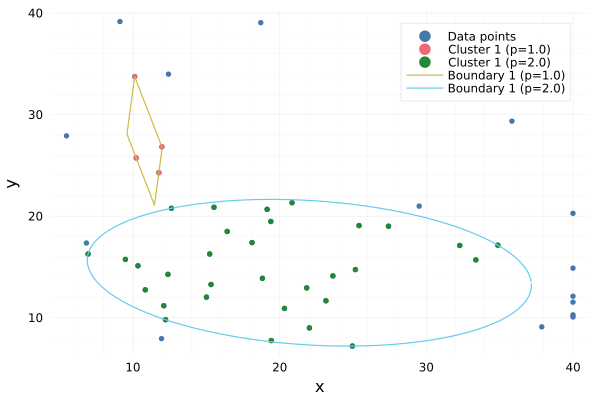 40
30
20
10
10
20
30
40
x
y
Data points
Cluster 1 (p=1.0)
Cluster 1 (p=2.0)
Boundary 1 (p=1.0)
Boundary 1 (p=2.0)